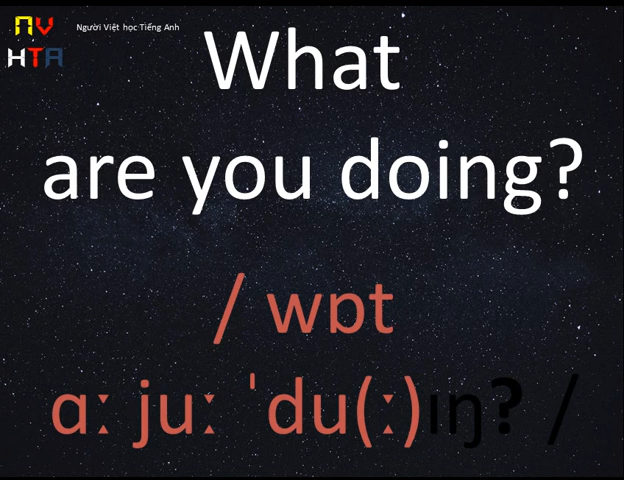 NV
HTA
Người Việt học Tiếng Anh
What
are you doing?
/ wɒt
ɑː juː ˈdu(ː)ɪŋ? /